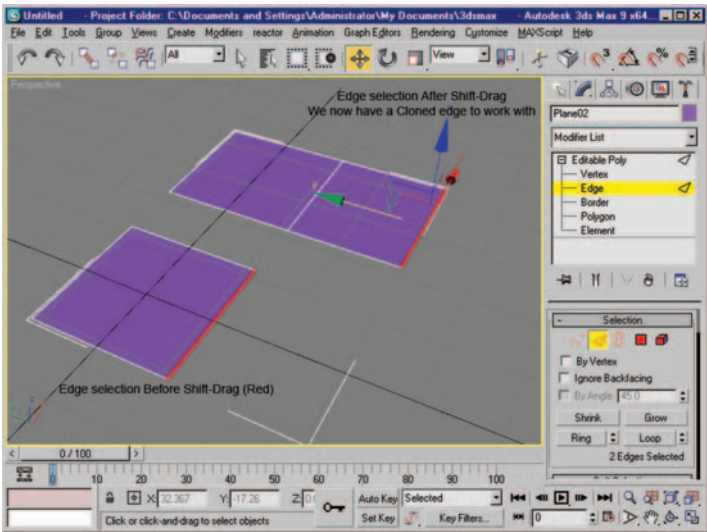 Untitled - Project Folder: C:\Documents and Settings\Administrator\My Documents\3dsmax - Autodesk 3ds Max 9 x64...
File Edit Tools Group Views Create Modifiers reactor Animation Graph Editors Rendering Customize MAXScript Help
All
View
Perspective
Edge selection After Shift-Drag
We now have a Cloned edge to work with
Edge selection Before Shift-Drag (Red)
Plane02
Modifier List
Editable Poly
Vertex
Edge
Border
Polygon
Element
Selection
By Vertex
Ignore Backfacing
By Angle: 45.0
Shrink Grow
Ring Loop
2 Edges Selected
0 / 100
0 10 20 30 40 50 60 70 80 90 100
X: 32.367 Y: -17.26 Z:
Auto Key Selected
Click or click-and-drag to select objects
Set Key Key Filters...
0